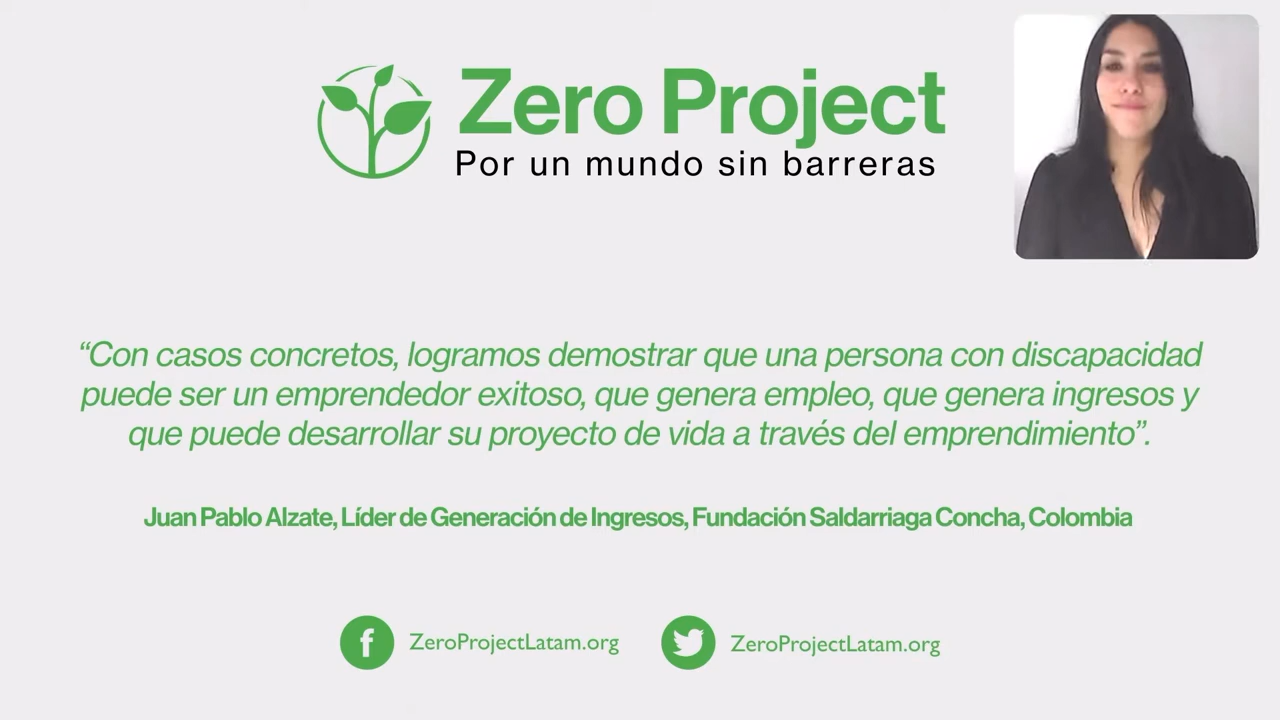 Zero Project
Por un mundo sin barreras
“Con casos concretos, logramos demostrar que una persona con discapacidad
puede ser un emprendedor exitoso, que genera empleo, que genera ingresos y
que puede desarrollar su proyecto de vida a través del emprendimiento”.
Juan Pablo Alzate, Líder de Generación de Ingresos, Fundación Saldarriaga Concha, Colombia
f ZeroProjectLatam.org
ZeroProjectLatam.org